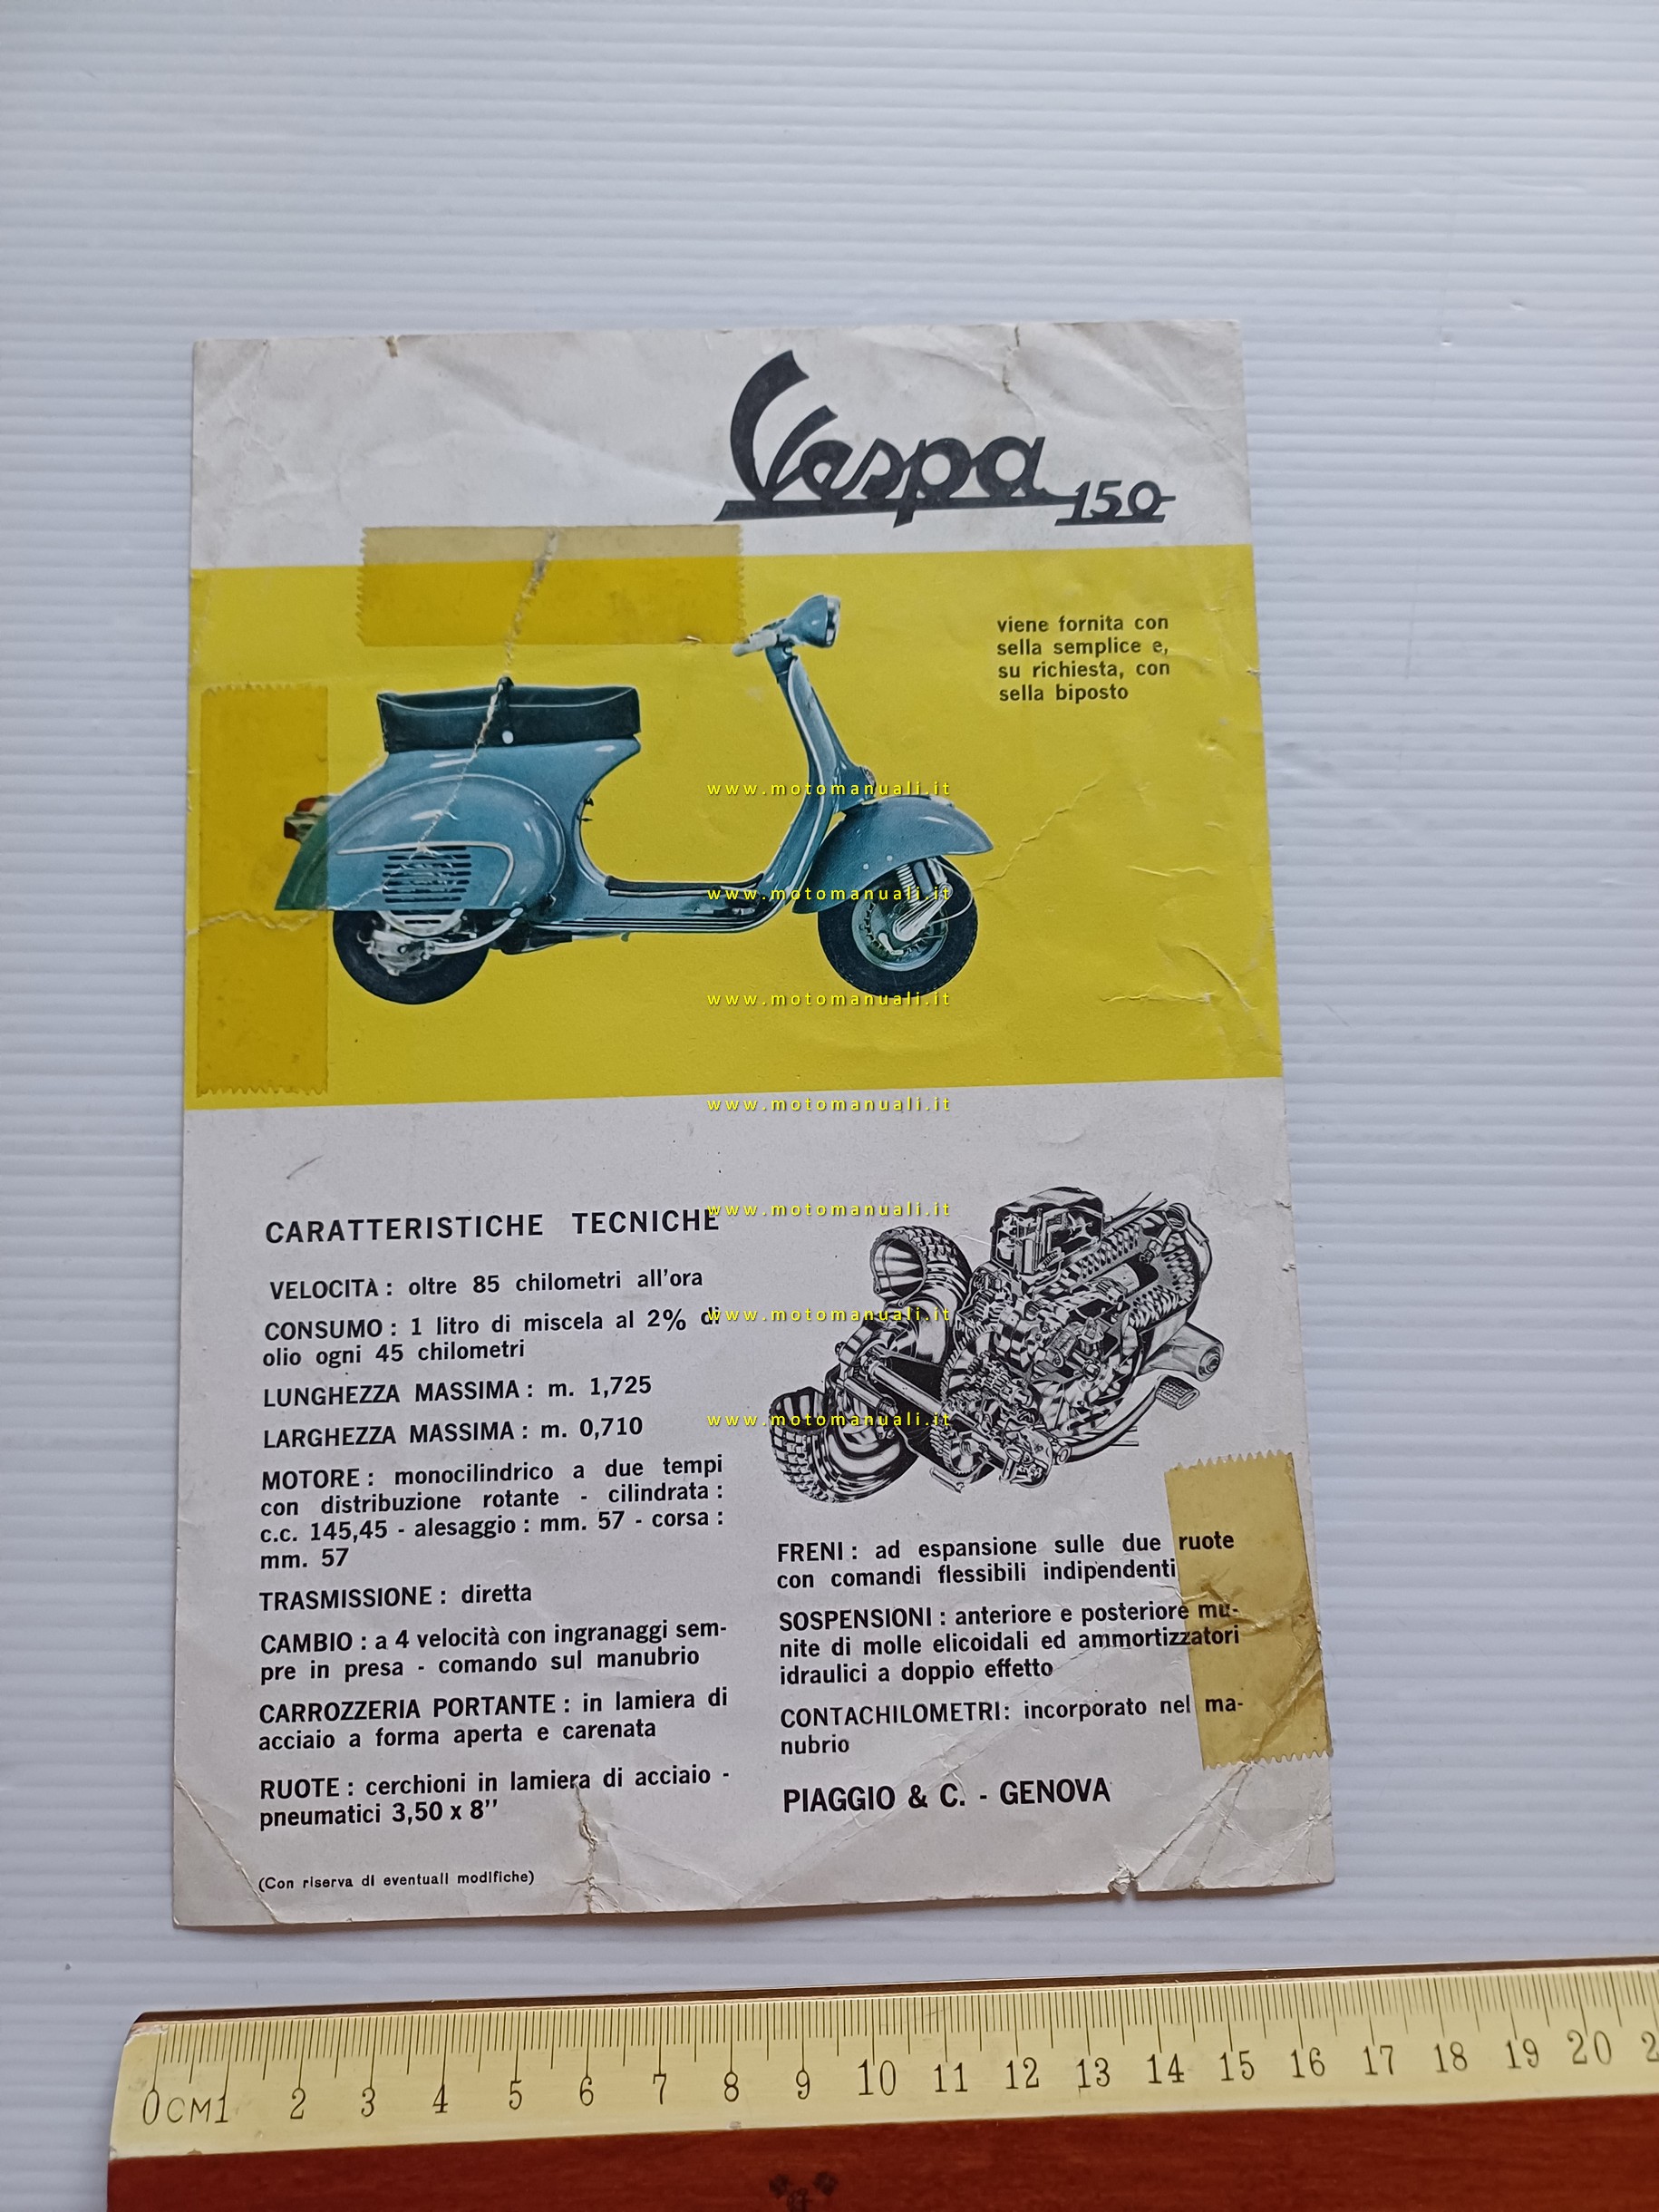 Vespa 150
viene fornita con
sella semplice e,
su richiesta, con
sella biposto
www.motomanuali.it
www.motomanuali.it
www.motomanuali.it
www.motomanuali.it
www.motomanuali.it
www.motomanuali.it
www.motomanuali.it
CARATTERISTICHE TECNICHE
VELOCITÀ : oltre 85 chilometri all'ora
CONSUMO : 1 litro di miscela al 2% di
olio ogni 45 chilometri
LUNGHEZZA MASSIMA : m. 1,725
LARGHEZZA MASSIMA : m. 0,710
MOTORE : monocilindrico a due tempi
con distribuzione rotante - cilindrata :
c.c. 145,45 - alesaggio : mm. 57 - corsa :
mm. 57
TRASMISSIONE : diretta
CAMBIO : a 4 velocità con ingranaggi sem-
pre in presa - comando sul manubrio
CARROZZERIA PORTANTE : in lamiera di
acciaio a forma aperta e carenata
RUOTE : cerchioni in lamiera di acciaio -
pneumatici 3,50 x 8”
(Con riserva di eventuali modifiche)
FRENI : ad espansione sulle due ruote
con comandi flessibili indipendenti
SOSPENSIONI : anteriore e posteriore mu-
nite di molle elicoidali ed ammortizzatori
idraulici a doppio effetto
CONTACHILOMETRI : incorporato nel ma-
nubrio
PIAGGIO & C. - GENOVA
0CM1 2 3 4 5 6 7 8 9 10 11 12 13 14 15 16 17 18 19 20 2